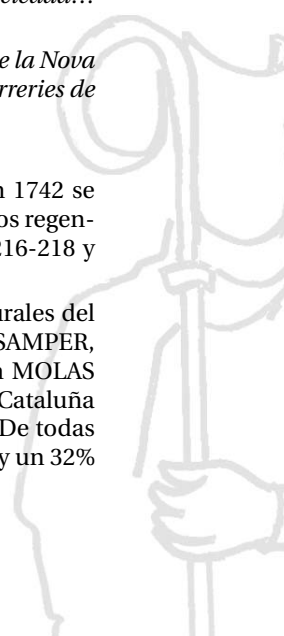 e la Nova
rreries de
n 1742 se
os regen-
216-218 y
urales del
SAMPER,
n MOLAS
Cataluña
De todas
y un 32%